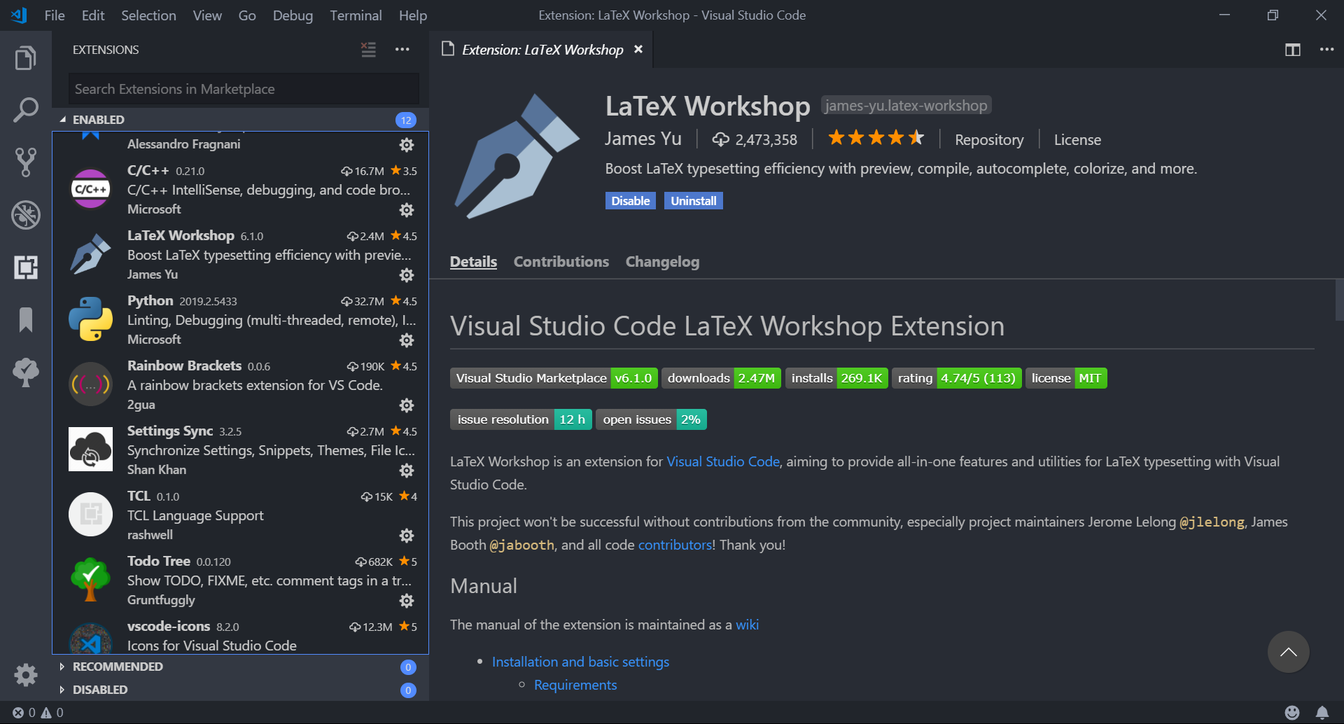 File Edit Selection View Go Debug Terminal Help Extension: LaTeX Workshop - Visual Studio Code
EXTENSIONS
Search Extensions in Marketplace
ENABLED 12
Alessandro Fragnani
C/C++ 0.21.0 16.7M 3.5
C/C++
C/C++ IntelliSense, debugging, and code bro...
Microsoft
LaTeX Workshop 6.1.0 2.4M 4.5
Boost LaTeX typesetting efficiency with previe...
James Yu
Python 2019.2.5433 32.7M 4.5
Linting, Debugging (multi-threaded, remote), I...
Microsoft
Rainbow Brackets 0.0.6 190K 4.5
(...)
A rainbow brackets extension for VS Code.
2gua
Settings Sync 3.2.5 2.7M 4.5
Synchronize Settings, Snippets, Themes, File Ic...
Shan Khan
TCL 0.1.0 15K 4
TCL Language Support
rashwell
Todo Tree 0.0.120 682K 5
Show TODO, FIXME, etc. comment tags in a tr...
Gruntfuggly
vscode-icons 8.2.0 12.3M 5
Icons for Visual Studio Code
RECOMMENDED 0
DISABLED 0
0 0
Extension: LaTeX Workshop
LaTeX Workshop james-yu.latex-workshop
James Yu 2,473,358 Repository License
Boost LaTeX typesetting efficiency with preview, compile, autocomplete, colorize, and more.
Disable Uninstall
Details Contributions Changelog
Visual Studio Code LaTeX Workshop Extension
Visual Studio Marketplace v6.1.0 downloads 2.47M installs 269.1K rating 4.74/5 (113) license MIT
issue resolution 12 h open issues 2%
LaTeX Workshop is an extension for Visual Studio Code, aiming to provide all-in-one features and utilities for LaTeX typesetting with Visual
Studio Code.
This project won't be successful without contributions from the community, especially project maintainers Jerome Lelong @jlelong, James
Booth @jabooth, and all code contributors! Thank you!
Manual
The manual of the extension is maintained as a wiki
• Installation and basic settings
◦ Requirements